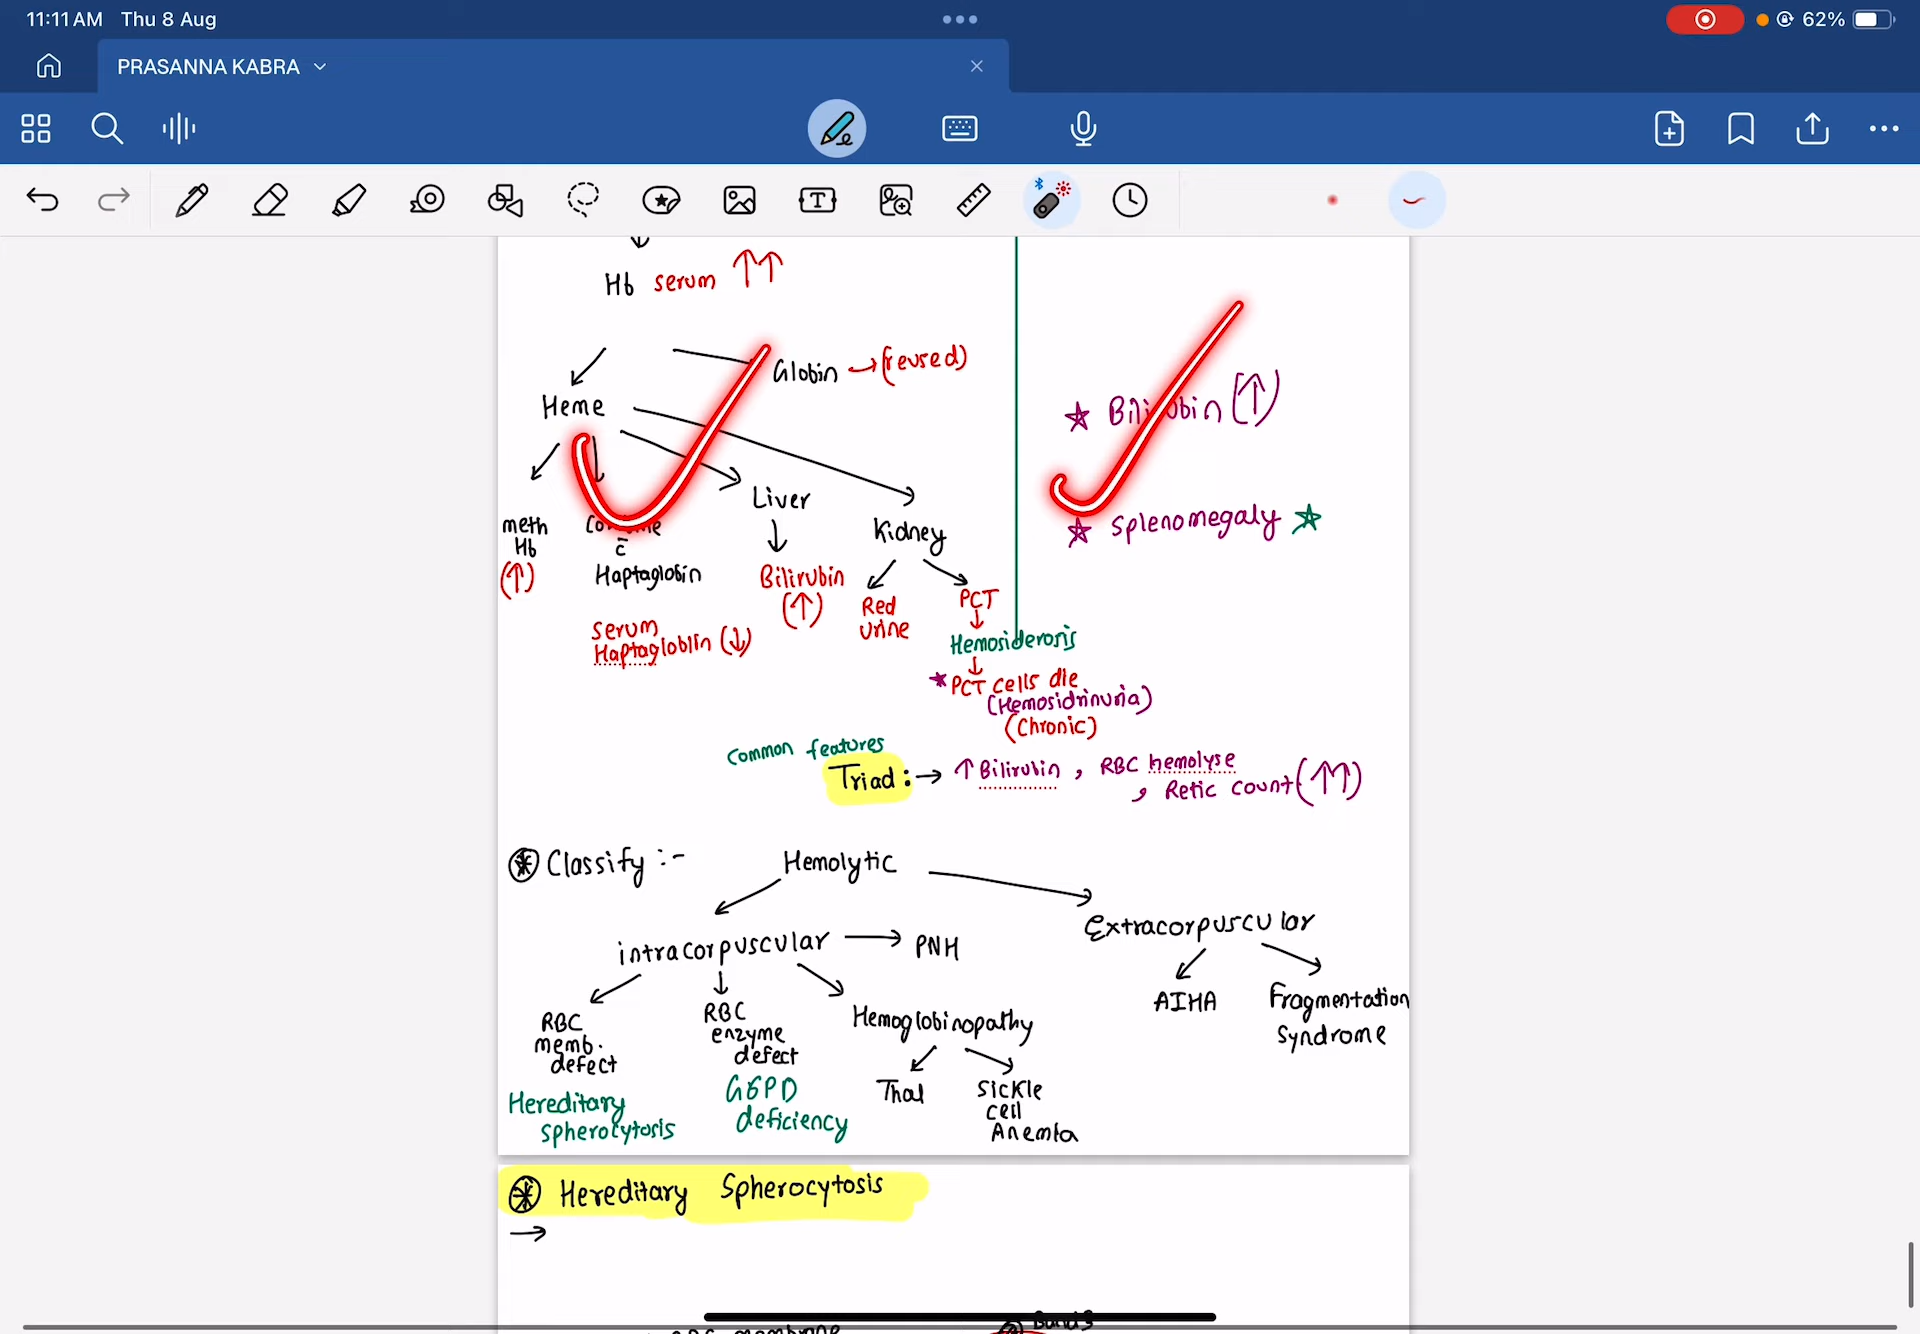 11:11 AM Thu 8 Aug
62%
PRASANNA KABRA
Hb serum ↑↑
Globin → (reused)
Heme
★ Bilirubin (↑)
★ Splenomegaly ★
Liver
Kidney
meth
Hb
(↑)
c̄
Haptaglobin
Bilirubin
(↑)
Red
urine
PCT
↓
Hemosiderosis
↓
serum
Haptagloblin (↓)
★ PCT cells die
(Hemosidrinuria)
(Chronic)
Common features
Triad : → ↑ Bilirubin , RBC hemolyse
, Retic count (↑↑)
Classify :-
Hemolytic
intracorpuscular → PNH
Extracorpuscular
AIHA
Fragmentation
Syndrome
RBC
memb.
defect
Hereditary
spherocytosis
RBC
enzyme
defect
G6PD
deficiency
Hemoglobinopathy
Thal
Sickle
cell
Anemia
Hereditary Spherocytosis
→